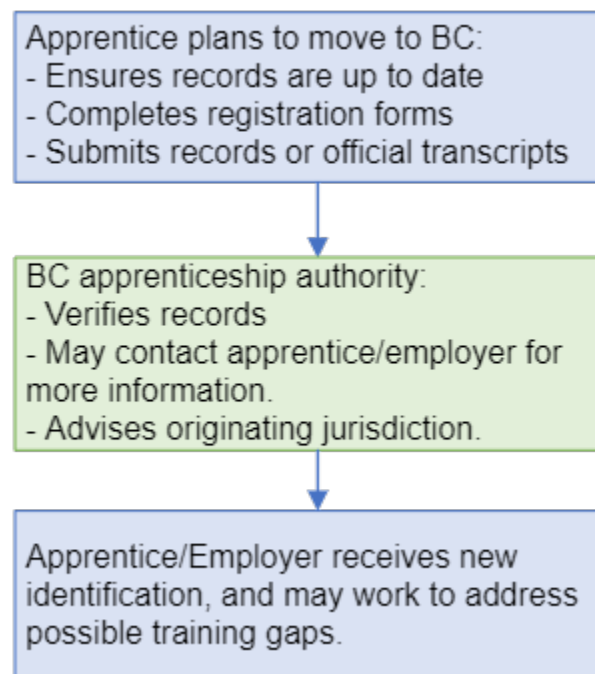 Apprentice plans to move to BC:
- Ensures records are up to date
- Completes registration forms
- Submits records or official transcripts
BC apprenticeship authority:
- Verifies records
- May contact apprentice/employer for
more information.
- Advises originating jurisdiction.
Apprentice/Employer receives new
identification, and may work to address
possible training gaps.